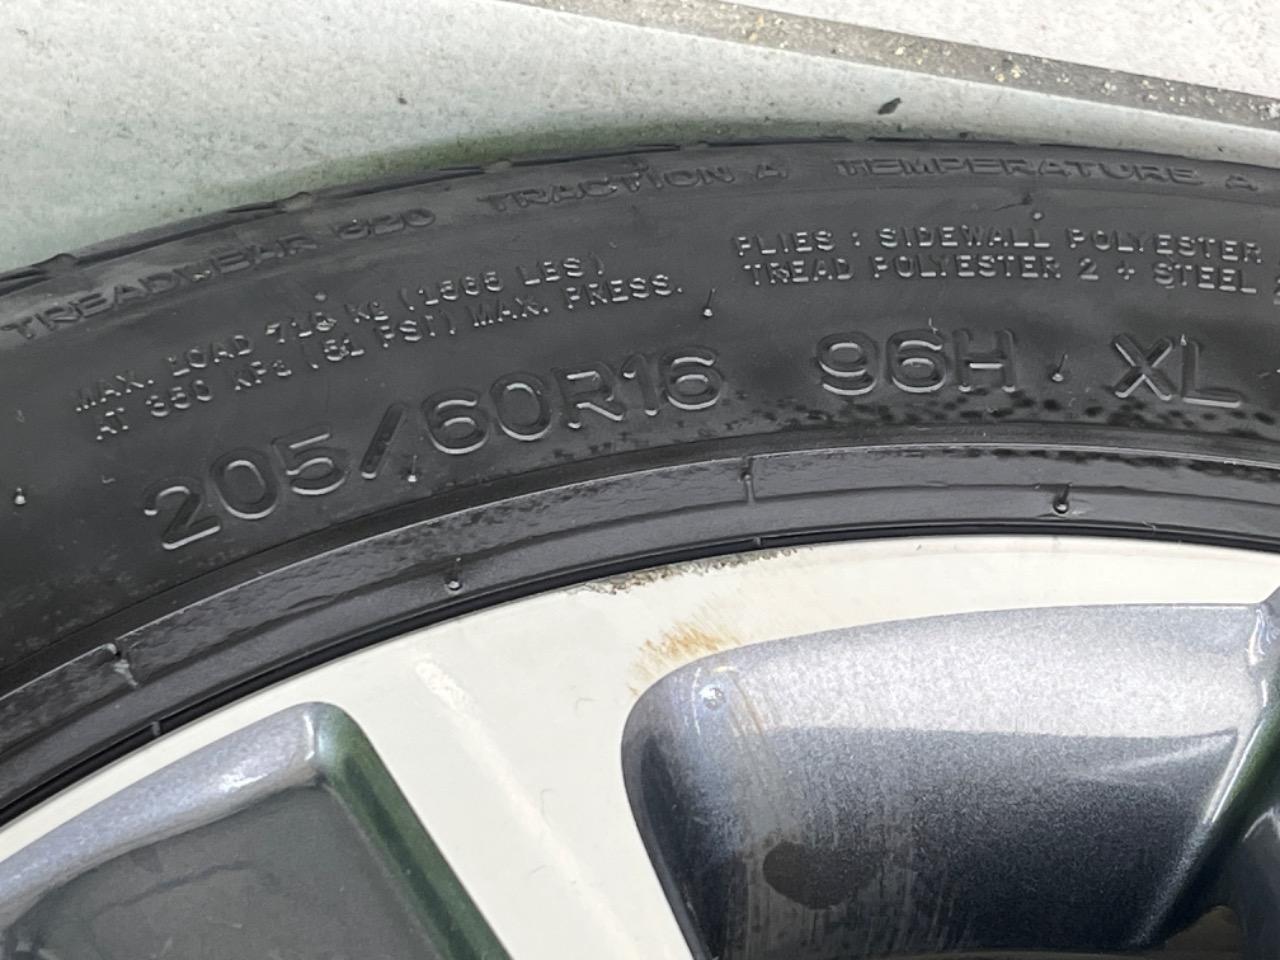 TREADWEAR 320 TRACTION A TEMPERATURE A
MAX. LOAD 710 KG (1565 LBS)
AT 350 KPa (51 PSI) MAX. PRESS.
PLIES : SIDEWALL POLYESTER
TREAD POLYESTER 2 + STEEL
205/60R16 96H XL